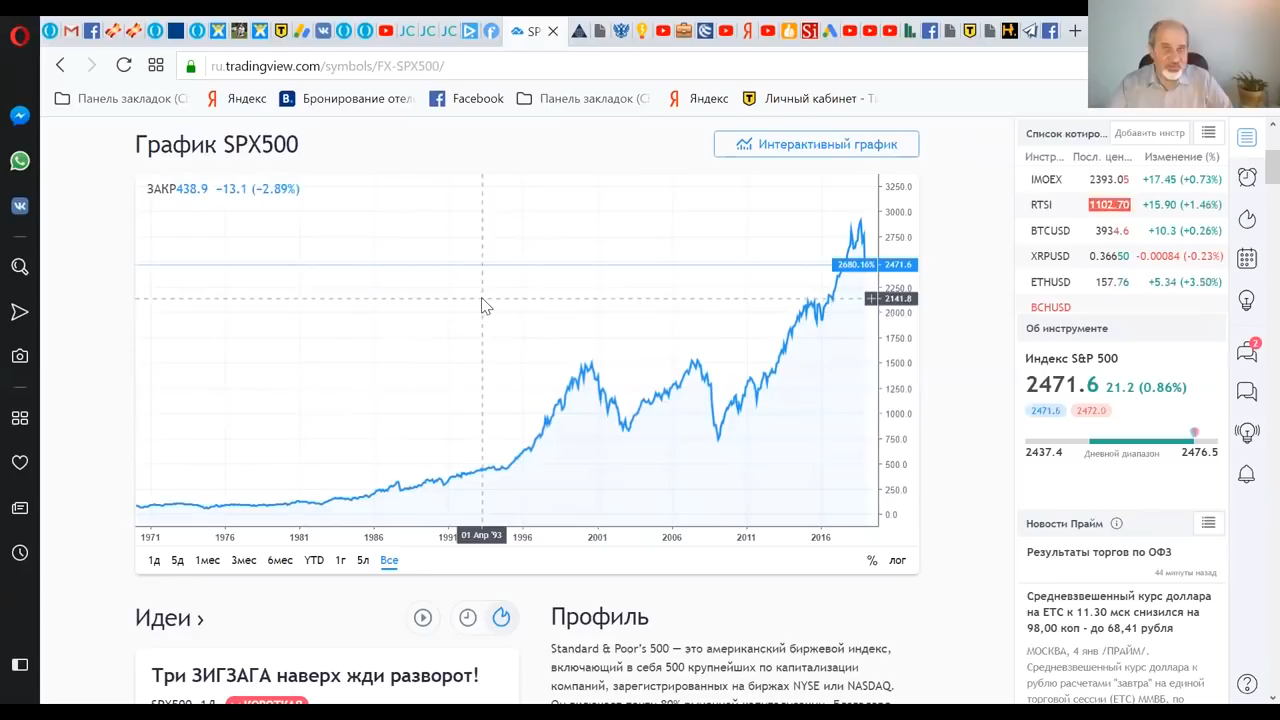 SP
ru.tradingview.com/symbols/FX-SPX500/
Панель закладок (С
Яндекс
Бронирование оте
Facebook
Панель закладок (С
Яндекс
Личный кабинет - Т
График SPX500
Интерактивный график
ЗАКР438.9 −13.1 (−2.89%)
3250.0
3000.0
2750.0
2680.16% 2471.6
2250.0
2141.8
2000.0
1750.0
1500.0
1250.0
1000.0
750.0
500.0
250.0
0.0
1971 1976 1981 1986 1991 01 Апр '93 1996 2001 2006 2011 2016
1д 5д 1мес 3мес 6мес YTD 1г 5л Все
% лог
Идеи ›
Три ЗИГЗАГА наверх жди разворот!
SPX500, 1Д КОРОТКАЯ
Профиль
Standard & Poor's 500 — это американский биржевой индекс,
включающий в себя 500 крупнейших по капитализации
компаний, зарегистрированных на биржах NYSE или NASDAQ.
Список котиро... Добавить инстр
Инстр... Посл. цен... Изменение (%)
IMOEX 2393.05 +17.45 (+0.73%)
RTSI 1102.70 +15.90 (+1.46%)
BTCUSD 3934.6 +10.3 (+0.26%)
XRPUSD 0.36650 -0.00084 (-0.23%)
ETHUSD 157.76 +5.34 (+3.50%)
BCHUSD
Об инструменте
Индекс S&P 500
2471.6 21.2 (0.86%)
2471.6 2472.0
2437.4 Дневной диапазон 2476.5
Новости Прайм
Результаты торгов по ОФЗ
44 минуты назад
Средневзвешенный курс доллара
на ЕТС к 11.30 мск снизился на
98,00 коп - до 68,41 рубля
МОСКВА, 4 янв /ПРАЙМ/.
Средневзвешенный курс доллара к
рублю расчетами "завтра" на единой
торговой сессии (ЕТС) ММВБ, по
2